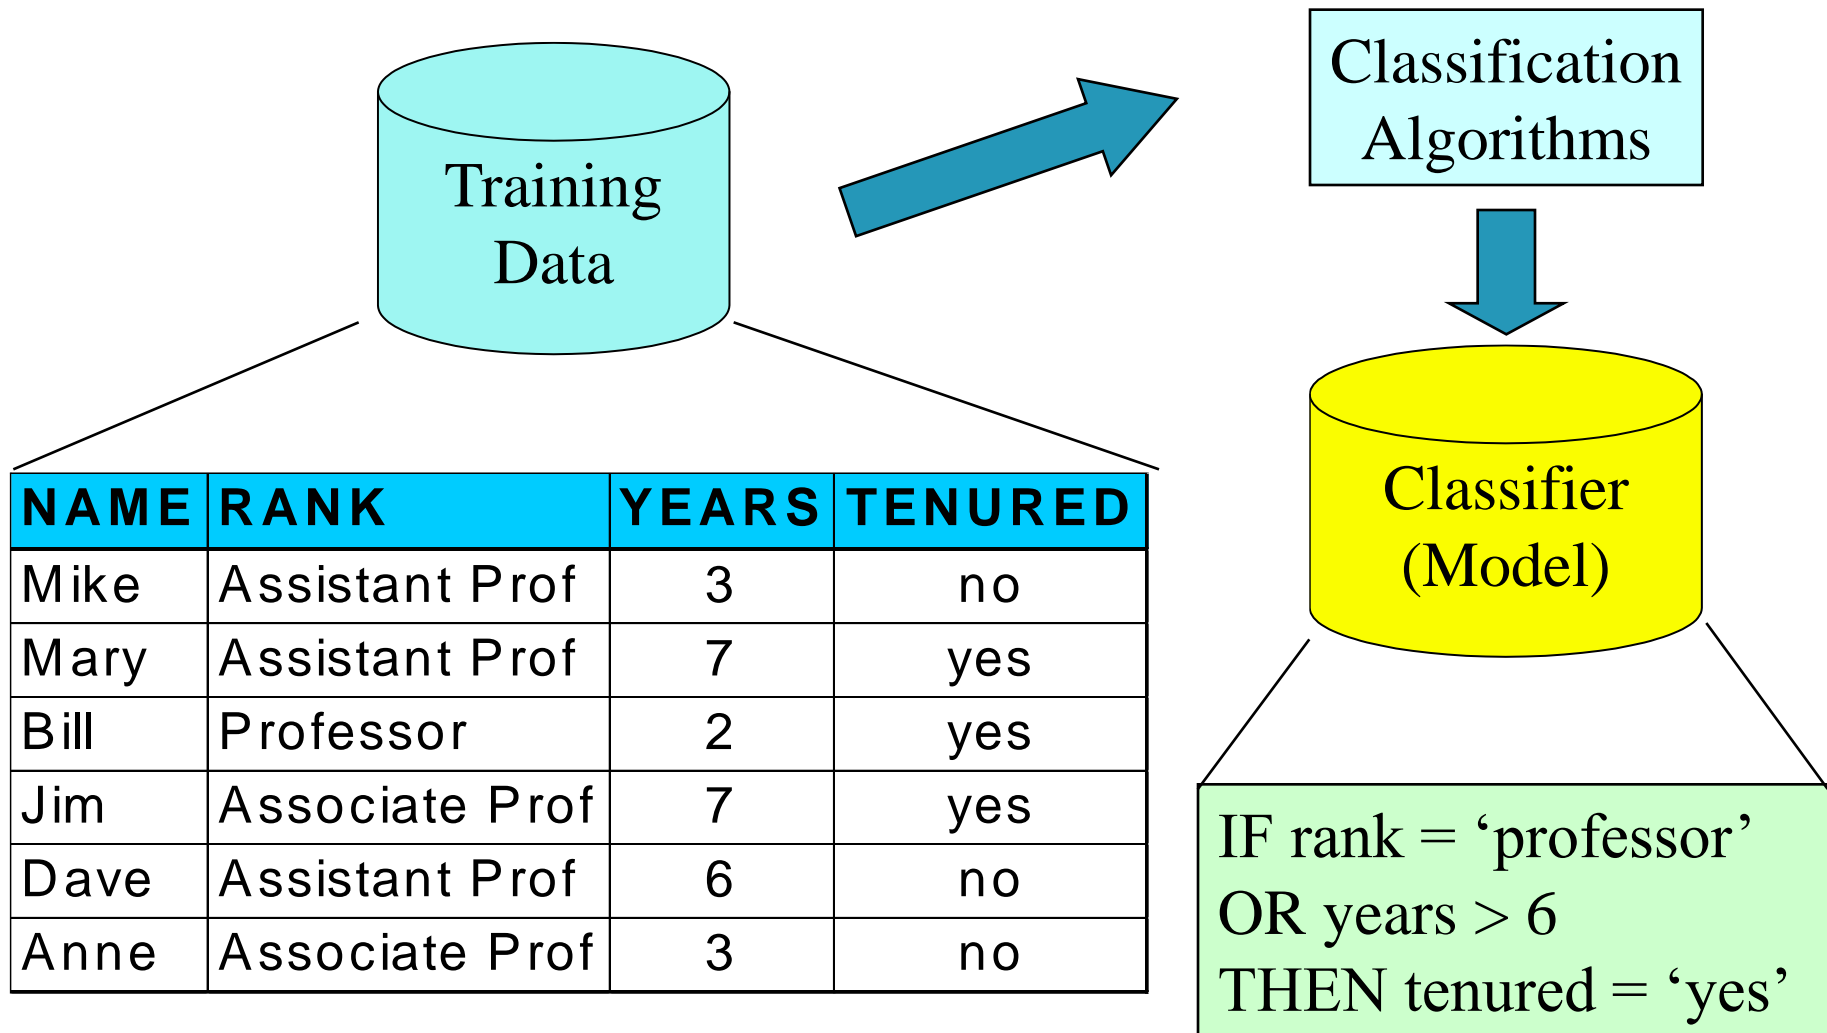 Training
Data
Classification
Algorithms
NAME RANK YEARS TENURED
Mike Assistant Prof 3 no
Mary Assistant Prof 7 yes
Bill Professor 2 yes
Jim Associate Prof 7 yes
Dave Assistant Prof 6 no
Anne Associate Prof 3 no
Classifier
(Model)
IF rank = ‘professor’
OR years > 6
THEN tenured = ‘yes’